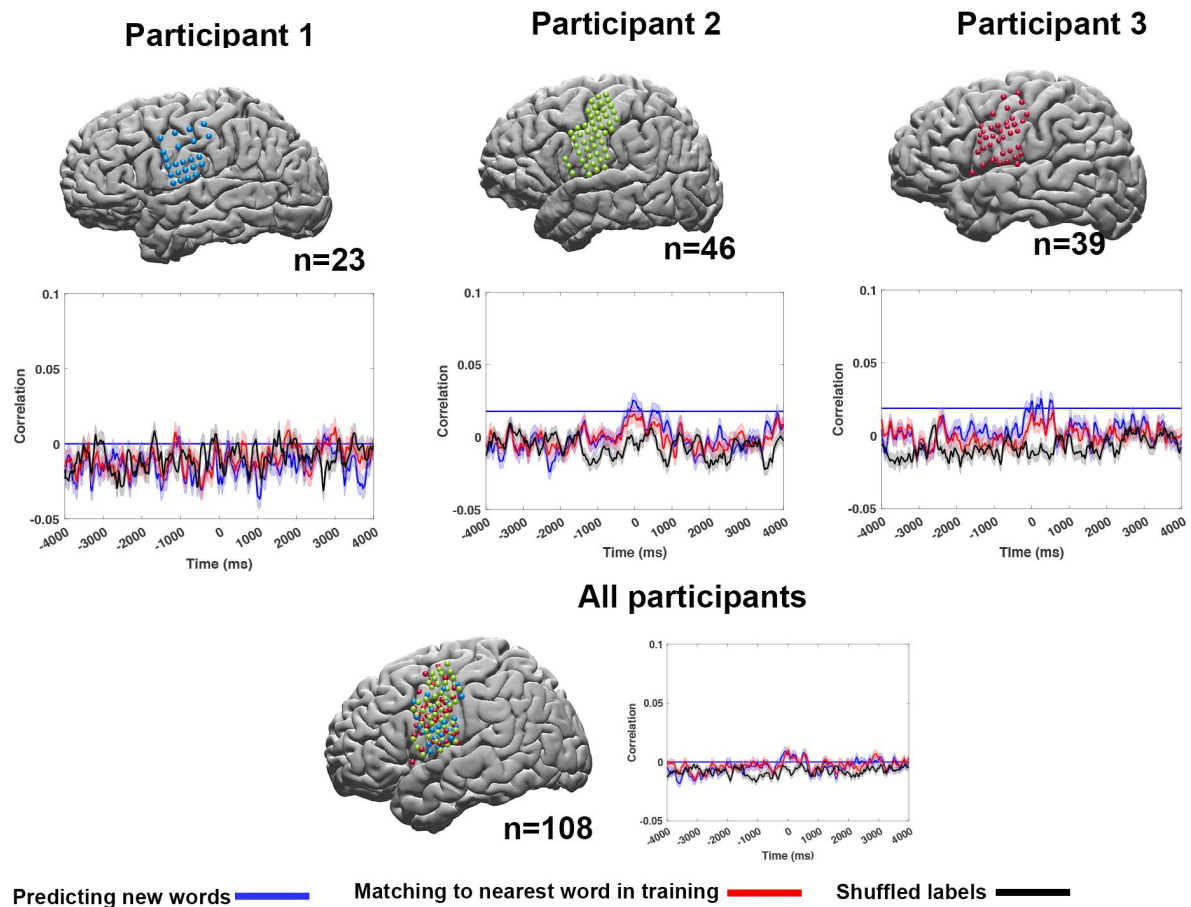 Participant 1
Participant 2
Participant 3
n=23
n=46
n=39
0.1
0.05
0
-0.05
Correlation
-4000 -3000 -2000 -1000 0 1000 2000 3000 4000
Time (ms)
0.1
0.05
0
-0.05
Correlation
-4000 -3000 -2000 -1000 0 1000 2000 3000 4000
Time (ms)
0.1
0.05
0
-0.05
Correlation
-4000 -3000 -2000 -1000 0 1000 2000 3000 4000
Time (ms)
All participants
n=108
0.1
0.05
0
-0.05
Correlation
-4000 -3000 -2000 -1000 0 1000 2000 3000 4000
Time (ms)
Predicting new words
Matching to nearest word in training
Shuffled labels